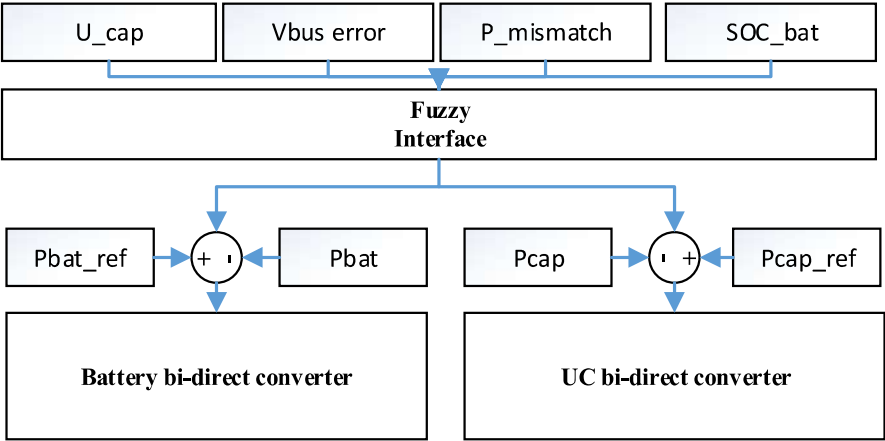 U_cap
Vbus error
P_mismatch
SOC_bat
Fuzzy
Interface
Pbat_ref
+ -
Pbat
Pcap
- +
Pcap_ref
Battery bi-direct converter
UC bi-direct converter